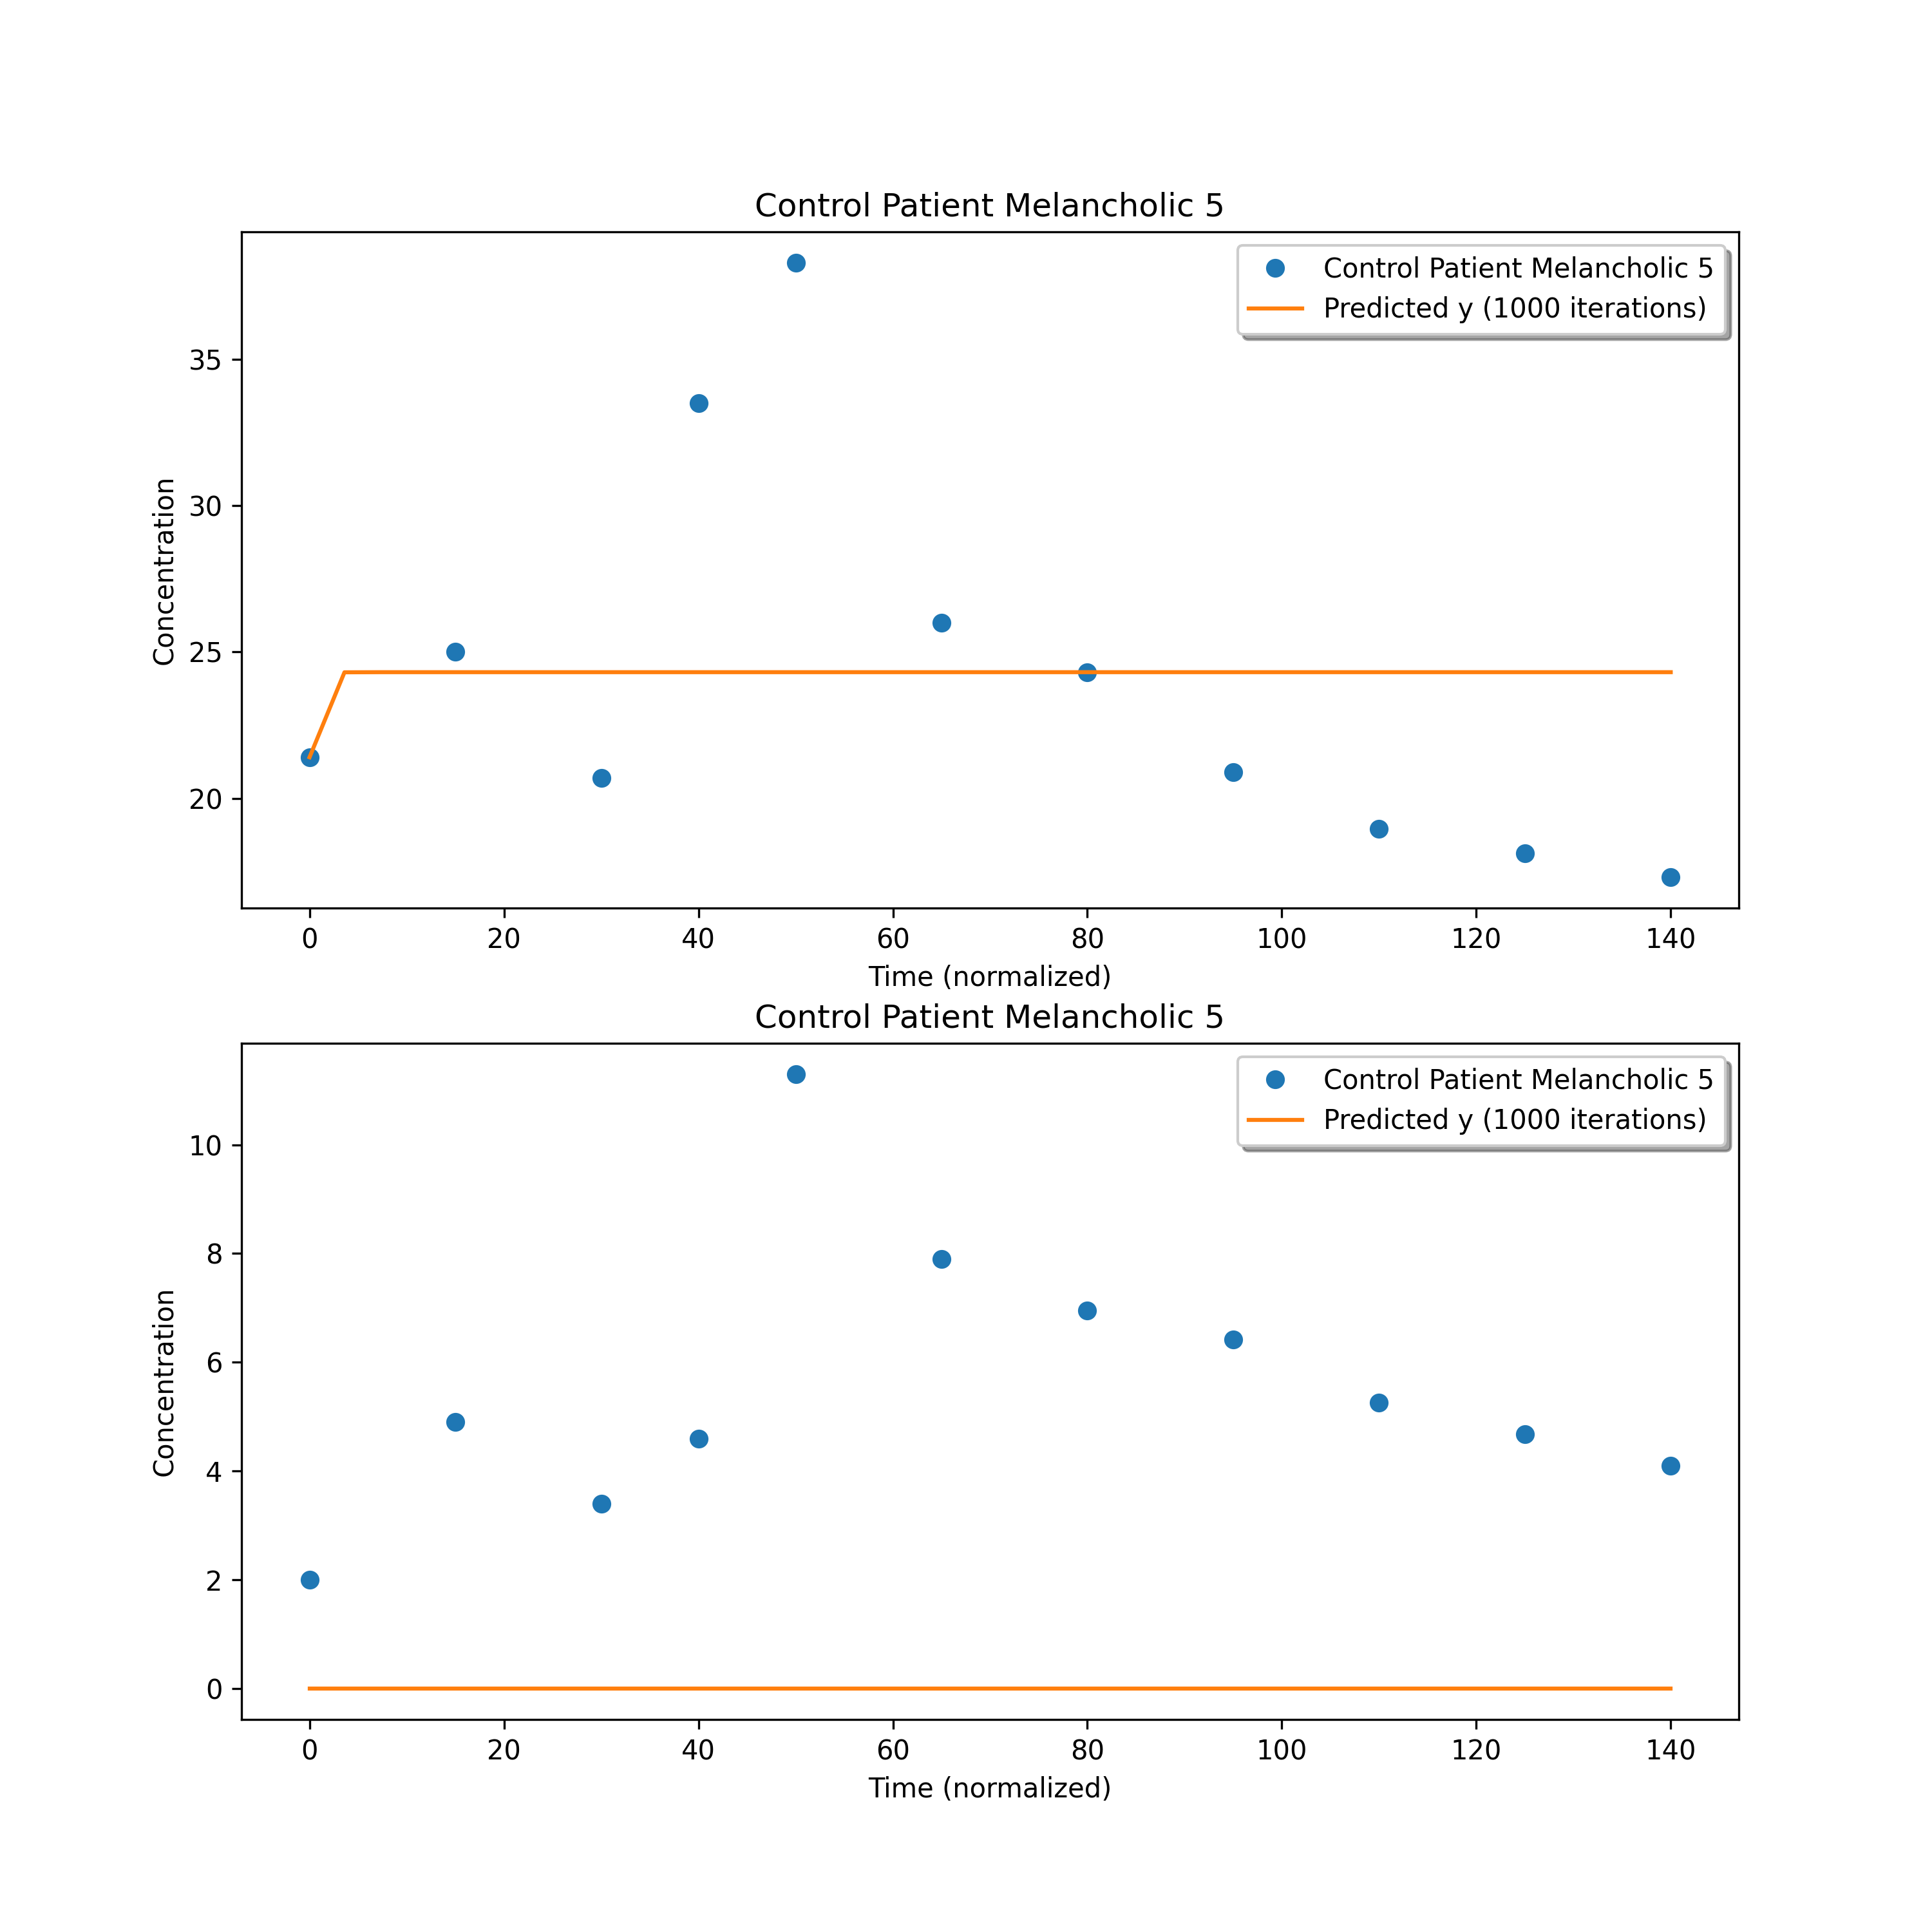 Control Patient Melancholic 5
Control Patient Melancholic 5
Predicted y (1000 iterations)
Concentration
35
30
25
20
0 20 40 60 80 100 120 140
Time (normalized)
Control Patient Melancholic 5
Control Patient Melancholic 5
Predicted y (1000 iterations)
Concentration
10
8
6
4
2
0
0 20 40 60 80 100 120 140
Time (normalized)